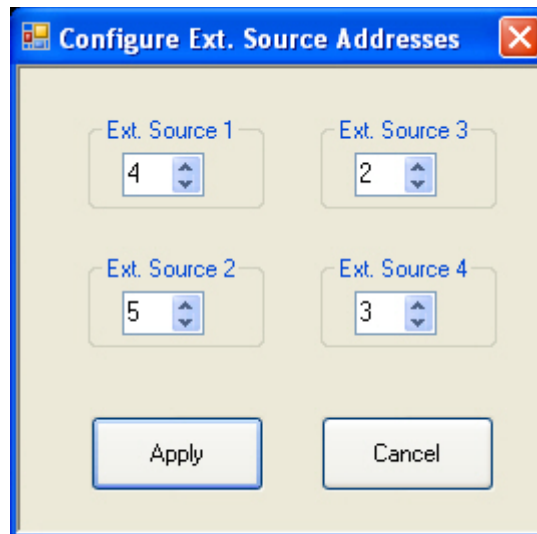 Configure Ext. Source Addresses
Ext. Source 1
4
Ext. Source 3
2
Ext. Source 2
5
Ext. Source 4
3
Apply
Cancel